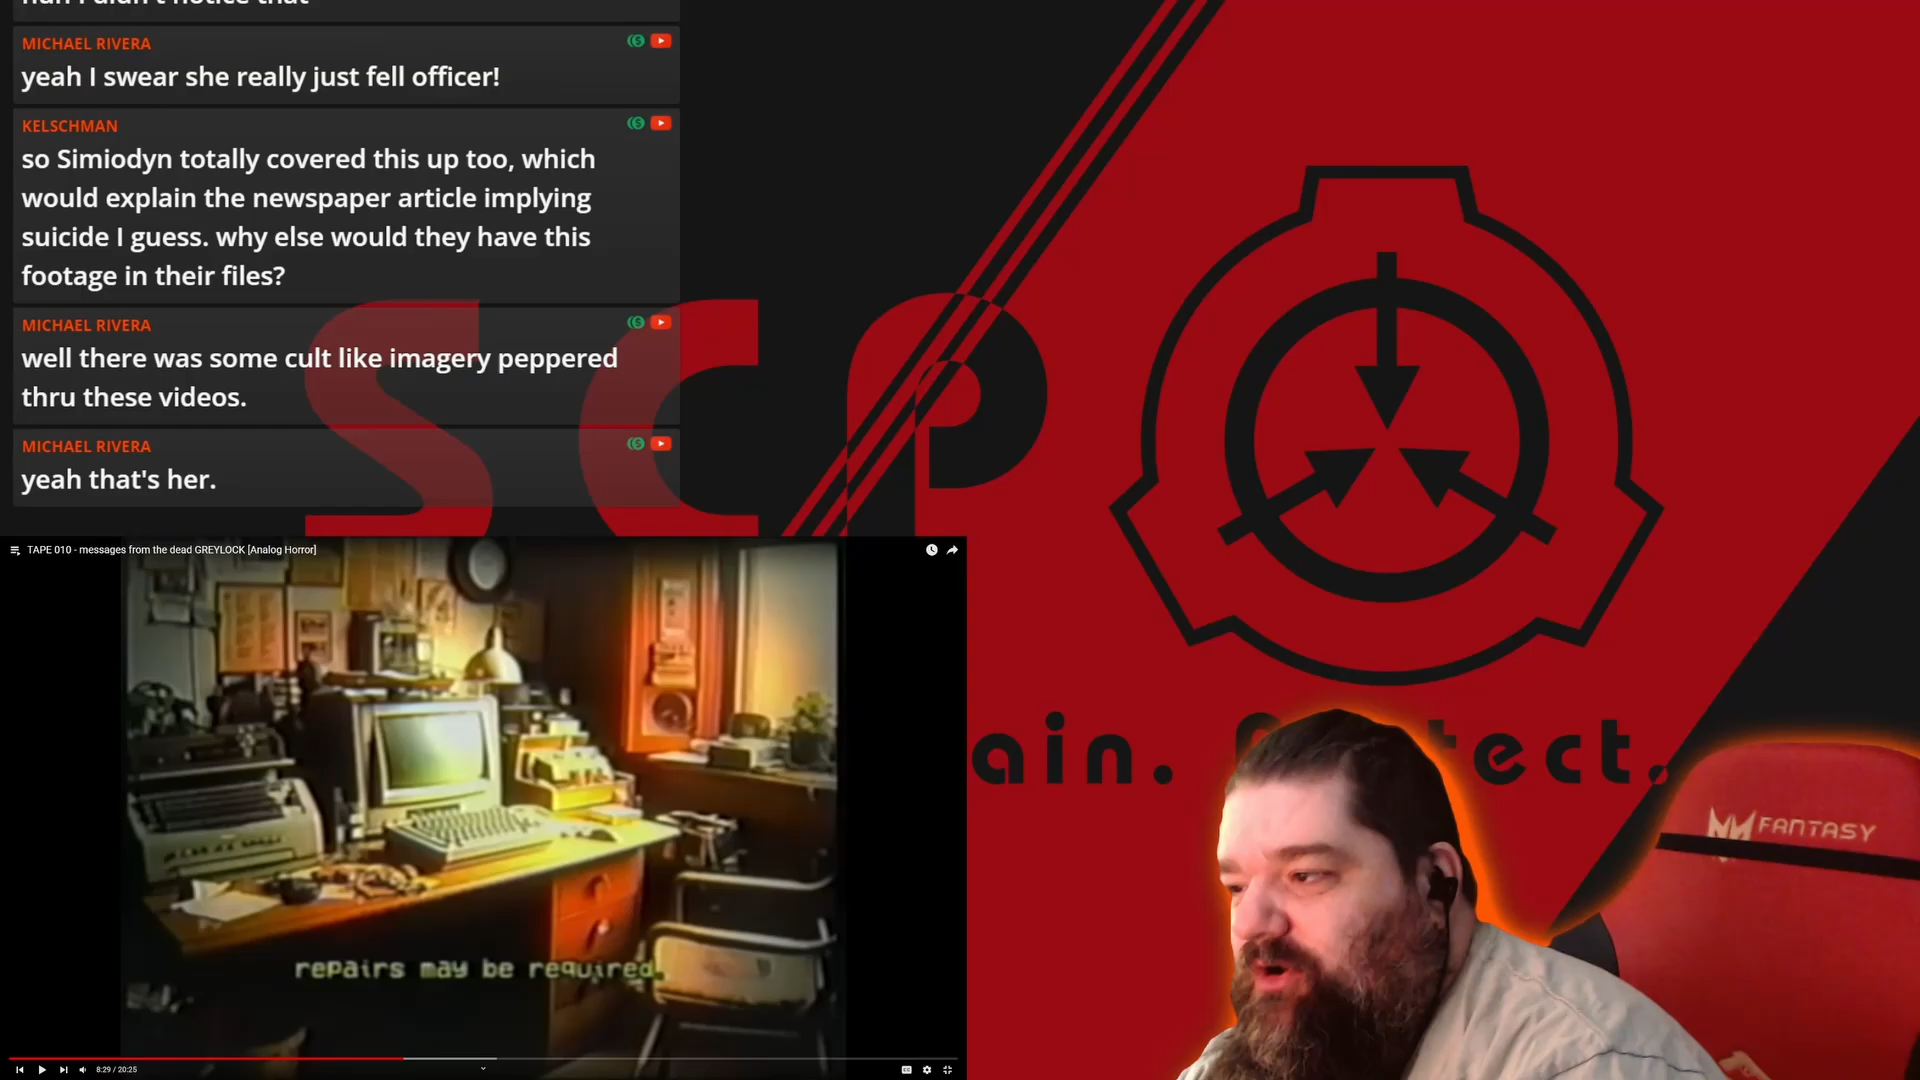 MICHAEL RIVERA
yeah I swear she really just fell officer!
KELSCHMAN
so Simiodyn totally covered this up too, which
would explain the newspaper article implying
suicide I guess. why else would they have this
footage in their files?
MICHAEL RIVERA
well there was some cult like imagery peppered
thru these videos.
MICHAEL RIVERA
yeah that's her.
SCP
TAPE 010 - messages from the dead GREYLOCK [Analog Horror]
repairs may be required.
8:29 / 20:25
ain.
tect.
FANTASY